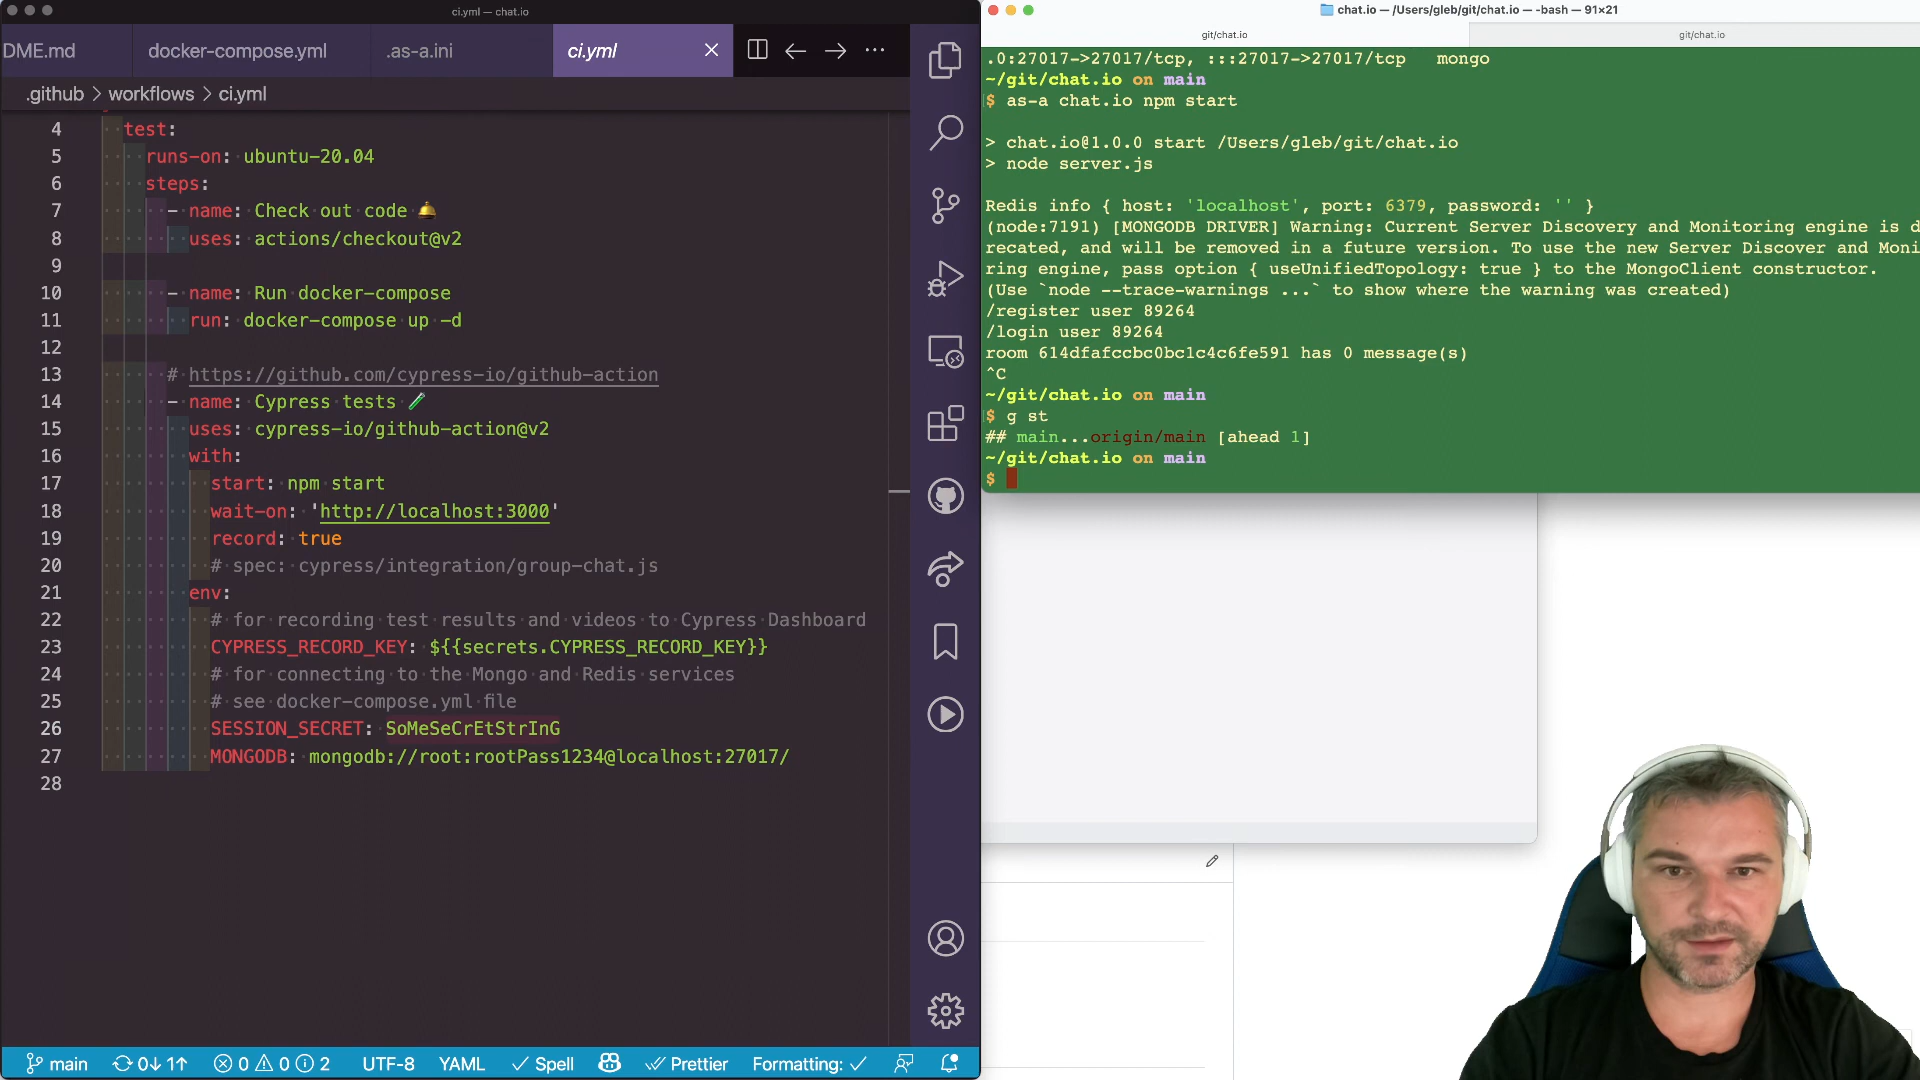 ci.yml — chat.io
DME.md
docker-compose.yml
.as-a.ini
ci.yml
.github > workflows > ci.yml
4 test:
5 runs-on: ubuntu-20.04
6 steps:
7 - name: Check out code 🛎
8 uses: actions/checkout@v2
9
10 - name: Run docker-compose
11 run: docker-compose up -d
12
13 # https://github.com/cypress-io/github-action
14 - name: Cypress tests 🧪
15 uses: cypress-io/github-action@v2
16 with:
17 start: npm start
18 wait-on: 'http://localhost:3000'
19 record: true
20 # spec: cypress/integration/group-chat.js
21 env:
22 # for recording test results and videos to Cypress Dashboard
23 CYPRESS_RECORD_KEY: ${{secrets.CYPRESS_RECORD_KEY}}
24 # for connecting to the Mongo and Redis services
25 # see docker-compose.yml file
26 SESSION_SECRET: SoMeSeCrEtStrInG
27 MONGODB: mongodb://root:rootPass1234@localhost:27017/
28
main 0↓ 1↑ 0 0 2 UTF-8 YAML ✓ Spell Prettier Formatting: ✓
chat.io — /Users/gleb/git/chat.io — -bash — 91×21
git/chat.io
git/chat.io
.0:27017->27017/tcp, :::27017->27017/tcp mongo
~/git/chat.io on main
$ as-a chat.io npm start
> chat.io@1.0.0 start /Users/gleb/git/chat.io
> node server.js
Redis info { host: 'localhost', port: 6379, password: '' }
(node:7191) [MONGODB DRIVER] Warning: Current Server Discovery and Monitoring engine is d
recated, and will be removed in a future version. To use the new Server Discover and Moni
ring engine, pass option { useUnifiedTopology: true } to the MongoClient constructor.
(Use `node --trace-warnings ...` to show where the warning was created)
/register user 89264
/login user 89264
room 614dfafccbc0bc1c4c6fe591 has 0 message(s)
^C
~/git/chat.io on main
$ g st
## main...origin/main [ahead 1]
~/git/chat.io on main
$